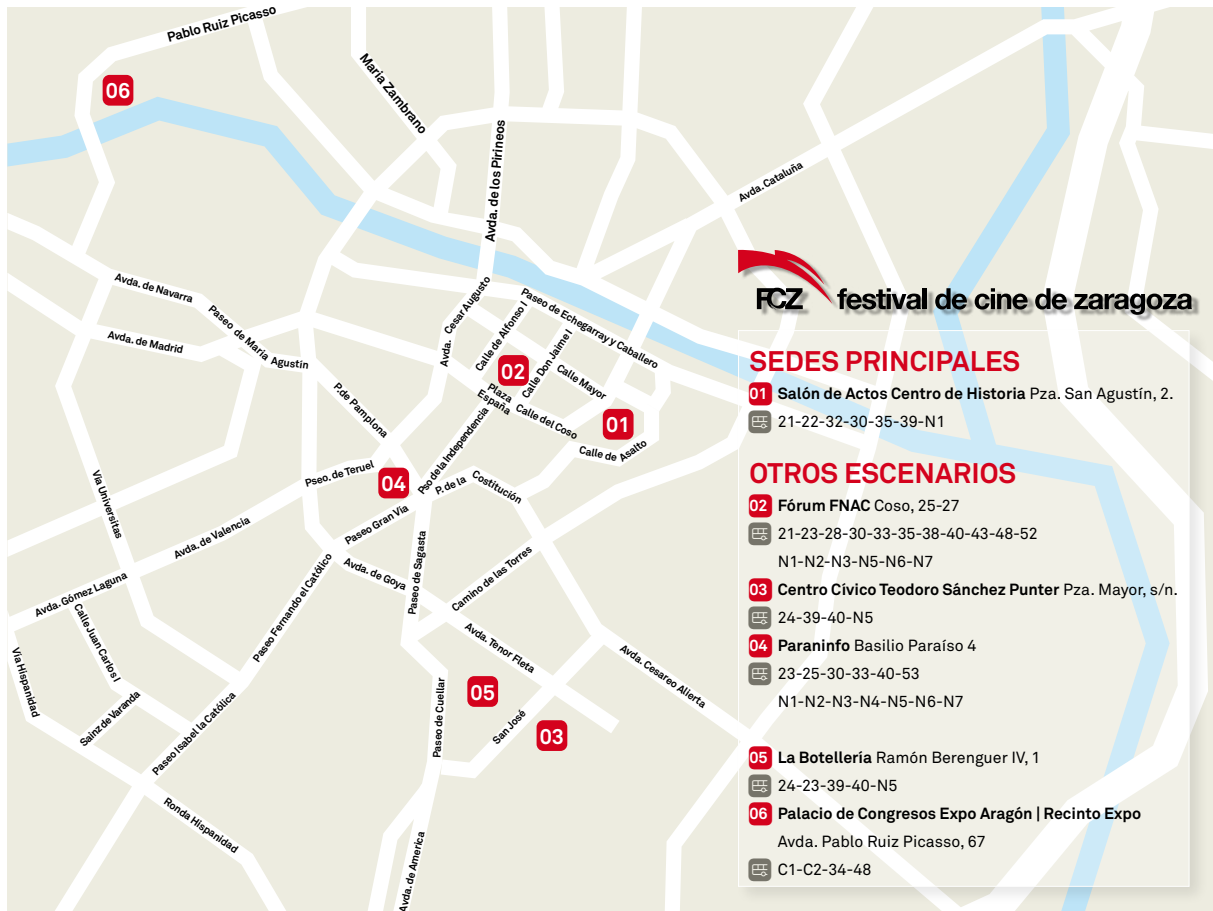 Pablo Ruiz Picasso
06
Maria Zambrano
Avda. de los Pirineos
Avda. Cataluña
Avda. de Navarra
Paseo de Maria Agustín
Avda. de Madrid
Avda. Cesar Augusto
Calle de Alfonso I
Paseo de Echegarray y Caballero
Calle Don Jaime I
02
Calle Mayor
Plaza
España
Calle del Coso
01
Calle de Asalto
P.de Pamplona
Pso de la Independencia
Pseo. de Teruel
04
P. de la
Costitución
Vía Universitas
Avda. de Valencia
Paseo Gran Vía
Paseo de Sagasta
Camino de las Torres
Avda. de Goya
Avda. Gómez Laguna
Calle Juan Carlos I
Paseo Fernando el Católico
Avda. Tenor Fleta
Avda. Cesareo Alierta
Vía Hispanidad
Sainz de Varanda
Paseo Isabel la Católica
05
Paseo de Cuellar
San José
03
Ronda Hispanidad
Avda. de America
FCZ festival de cine de zaragoza
SEDES PRINCIPALES
01 Salón de Actos Centro de Historia Pza. San Agustín, 2.
21-22-32-30-35-39-N1
OTROS ESCENARIOS
02 Fórum FNAC Coso, 25-27
21-23-28-30-33-35-38-40-43-48-52
N1-N2-N3-N5-N6-N7
03 Centro Cívico Teodoro Sánchez Punter Pza. Mayor, s/n.
24-39-40-N5
04 Paraninfo Basilio Paraíso 4
23-25-30-33-40-53
N1-N2-N3-N4-N5-N6-N7
05 La Botellería Ramón Berenguer IV, 1
24-23-39-40-N5
06 Palacio de Congresos Expo Aragón | Recinto Expo
Avda. Pablo Ruiz Picasso, 67
C1-C2-34-48